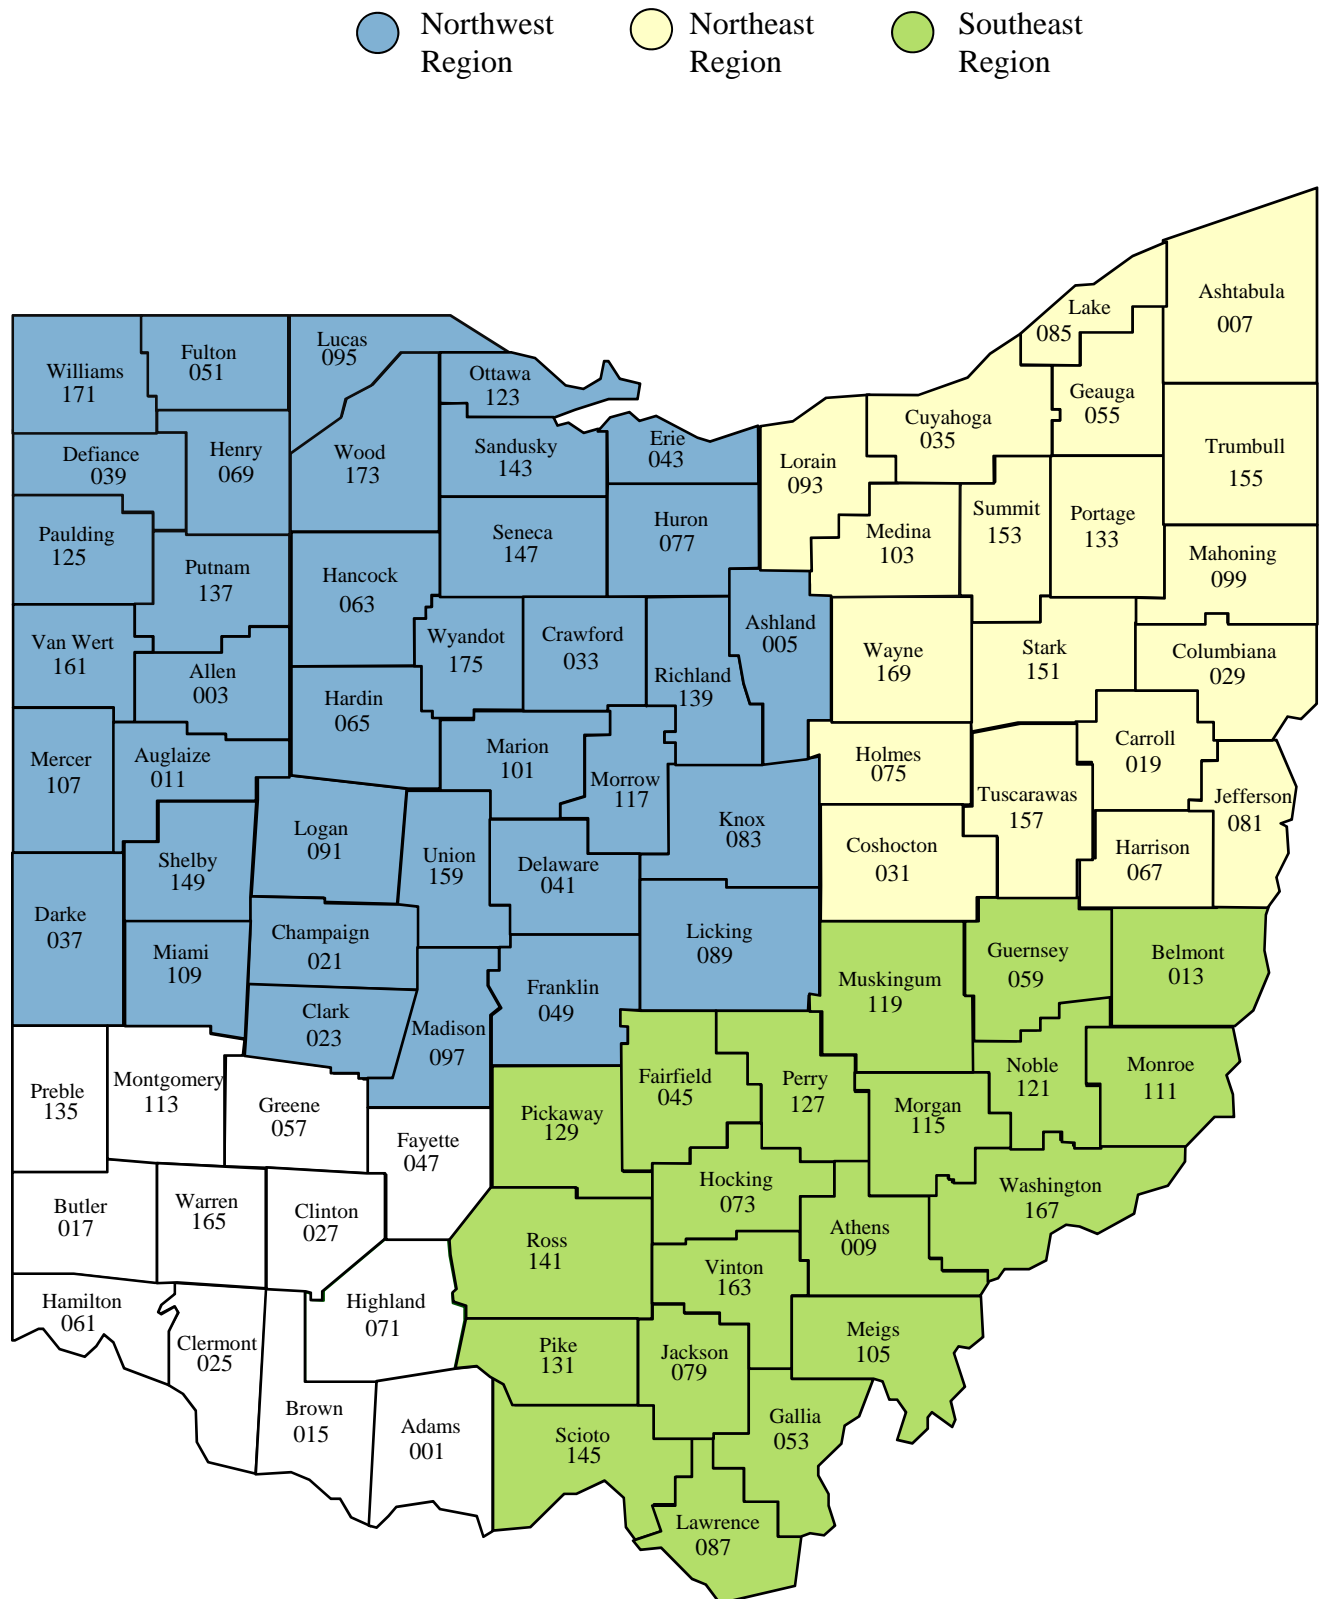 Northwest
Region
Northeast
Region
Southeast
Region
Ashtabula
007
Lake
085
Geauga
055
Cuyahoga
035
Trumbull
155
Lorain
093
Medina
103
Summit
153
Portage
133
Mahoning
099
Columbiana
029
Stark
151
Wayne
169
Holmes
075
Carroll
019
Tuscarawas
157
Jefferson
081
Harrison
067
Coshocton
031
Williams
171
Fulton
051
Lucas
095
Ottawa
123
Defiance
039
Henry
069
Wood
173
Sandusky
143
Erie
043
Paulding
125
Putnam
137
Hancock
063
Seneca
147
Huron
077
Van Wert
161
Allen
003
Wyandot
175
Crawford
033
Richland
139
Ashland
005
Hardin
065
Mercer
107
Auglaize
011
Marion
101
Morrow
117
Knox
083
Logan
091
Union
159
Delaware
041
Shelby
149
Darke
037
Miami
109
Champaign
021
Clark
023
Madison
097
Franklin
049
Licking
089
Muskingum
119
Guernsey
059
Belmont
013
Noble
121
Monroe
111
Fairfield
045
Perry
127
Morgan
115
Pickaway
129
Washington
167
Hocking
073
Athens
009
Ross
141
Vinton
163
Pike
131
Jackson
079
Meigs
105
Gallia
053
Scioto
145
Lawrence
087
Preble
135
Montgomery
113
Greene
057
Fayette
047
Butler
017
Warren
165
Clinton
027
Hamilton
061
Clermont
025
Highland
071
Brown
015
Adams
001